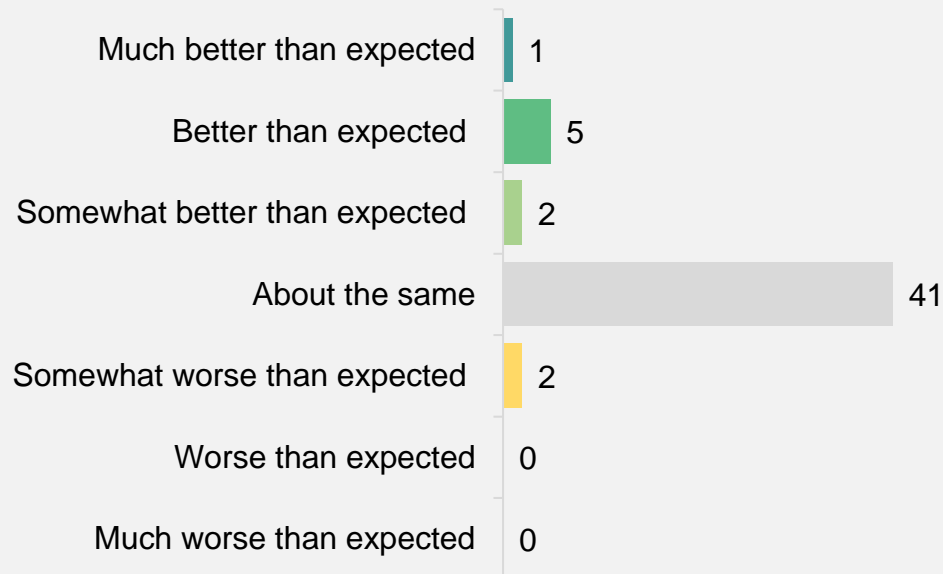 Much better than expected 1
Better than expected 5
Somewhat better than expected 2
About the same 41
Somewhat worse than expected 2
Worse than expected 0
Much worse than expected 0